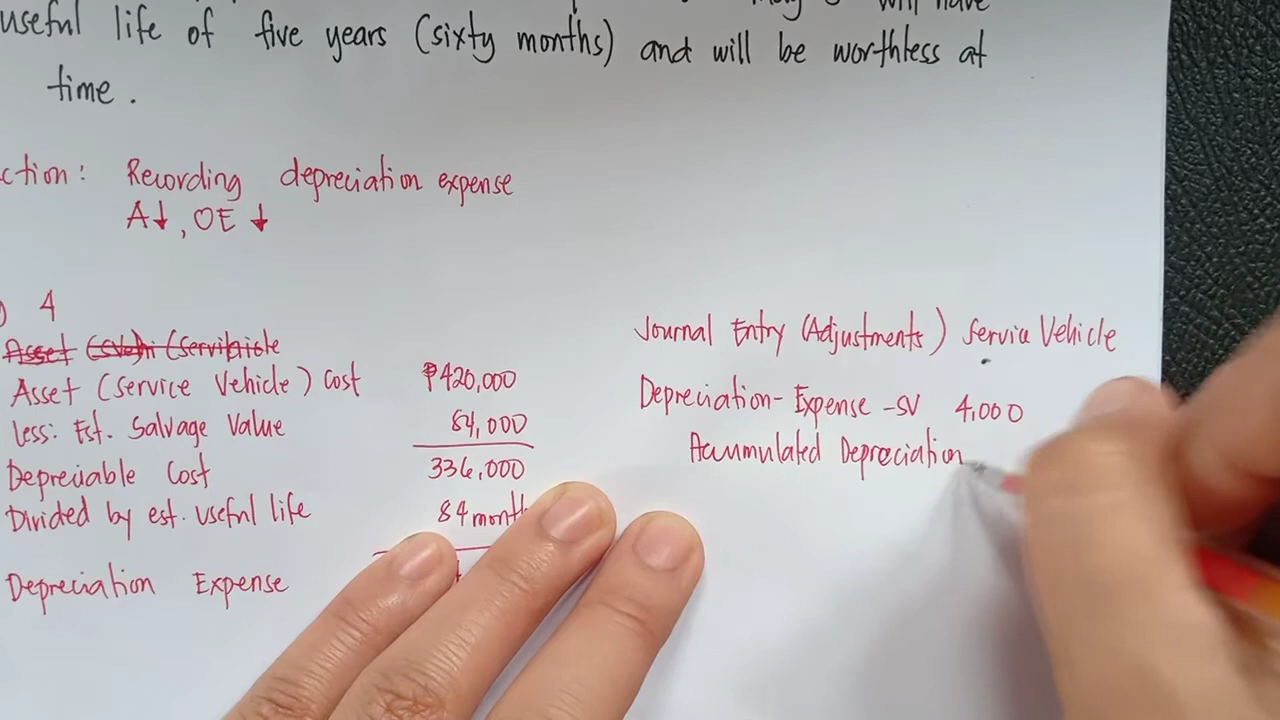 useful life of five years (sixty months) and will be worthless at
time.
ction: Recording depreciation expense
A↓, OE ↓
4
Asset (Service Vehicle) Cost ₱420,000
Less: Est. Salvage Value 84,000
Depreciable Cost 336,000
Divided by est. useful life 84 month
Depreciation Expense
Journal Entry (Adjustments) Service Vehicle
Depreciation - Expense - SV 4,000
Accumulated Depreciation